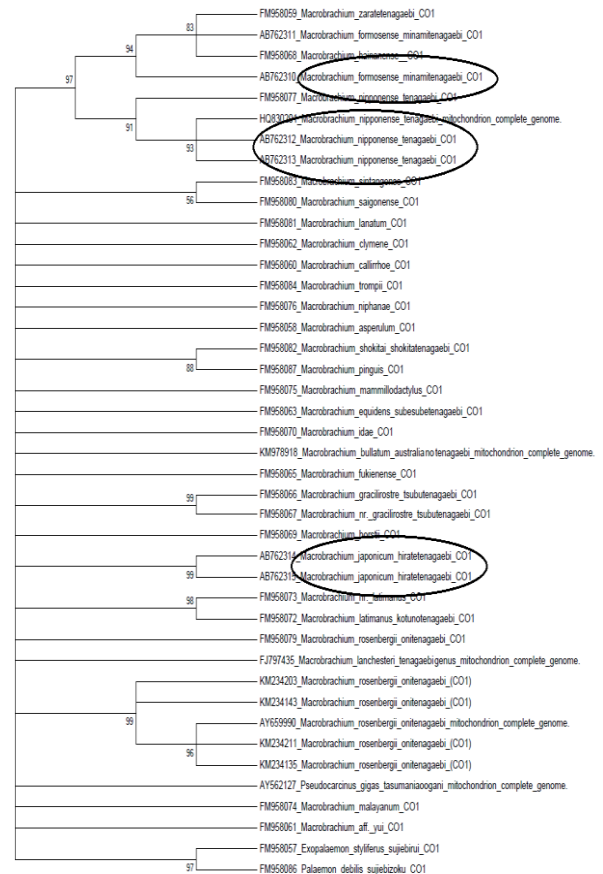 FM958059_Macrobrachium_zaratetenagaebi_CO1
83
AB762311_Macrobrachium_formosense_minamitenagaebi_CO1
94
FM958068_Macrobrachium_hainanense__CO1
97
AB762310_Macrobrachium_formosense_minamitenagaebi_CO1
FM958077_Macrobrachium_nipponense_tenagaebi_CO1
HQ830201_Macrobrachium_nipponense_tenagaebi_mitochondrion_complete_genome.
91
AB762312_Macrobrachium_nipponense_tenagaebi_CO1
93
AB762313_Macrobrachium_nipponense_tenagaebi_CO1
FM958083_Macrobrachium_sintangense_CO1
56
FM958080_Macrobrachium_saigonense_CO1
FM958081_Macrobrachium_lanatum_CO1
FM958062_Macrobrachium_clymene_CO1
FM958060_Macrobrachium_callirrhoe_CO1
FM958084_Macrobrachium_trompii_CO1
FM958076_Macrobrachium_niphanae_CO1
FM958058_Macrobrachium_asperulum_CO1
FM958082_Macrobrachium_shokitai_shokitatenagaebi_CO1
88
FM958087_Macrobrachium_pinguis_CO1
FM958075_Macrobrachium_mammillodactylus_CO1
FM958063_Macrobrachium_equidens_subesubetenagaebi_CO1
FM958070_Macrobrachium_idae_CO1
KM978918_Macrobrachium_bullatum_australianotenagaebi_mitochondrion_complete_genome.
FM958065_Macrobrachium_fukienense_CO1
FM958066_Macrobrachium_gracilirostre_tsubutenagaebi_CO1
99
FM958067_Macrobrachium_nr._gracilirostre_tsubutenagaebi_CO1
FM958069_Macrobrachium_horstii_CO1
AB762314_Macrobrachium_japonicum_hiratetenagaebi_CO1
99
AB762315_Macrobrachium_japonicum_hiratetenagaebi_CO1
FM958073_Macrobrachium_nr._latimanus_CO1
98
FM958072_Macrobrachium_latimanus_kotunotenagaebi_CO1
FM958079_Macrobrachium_rosenbergii_onitenagaebi_CO1
FJ797435_Macrobrachium_lanchesteri_tenagaebigenus_mitochondrion_complete_genome.
KM234203_Macrobrachium_rosenbergii_onitenagaebi_(CO1)
KM234143_Macrobrachium_rosenbergii_onitenagaebi_(CO1)
99
AY659990_Macrobrachium_rosenbergii_onitenagaebi_mitochondrion_complete_genome.
KM234211_Macrobrachium_rosenbergii_onitenagaebi_(CO1)
96
KM234135_Macrobrachium_rosenbergii_onitenagaebi_(CO1)
AY562127_Pseudocarcinus_gigas_tasumaniaoogani_mitochondrion_complete_genome.
FM958074_Macrobrachium_malayanum_CO1
FM958061_Macrobrachium_aff._yui_CO1
FM958057_Exopalaemon_styliferus_sujiebirui_CO1
97
FM958086_Palaemon_debilis_sujiebizoku_CO1